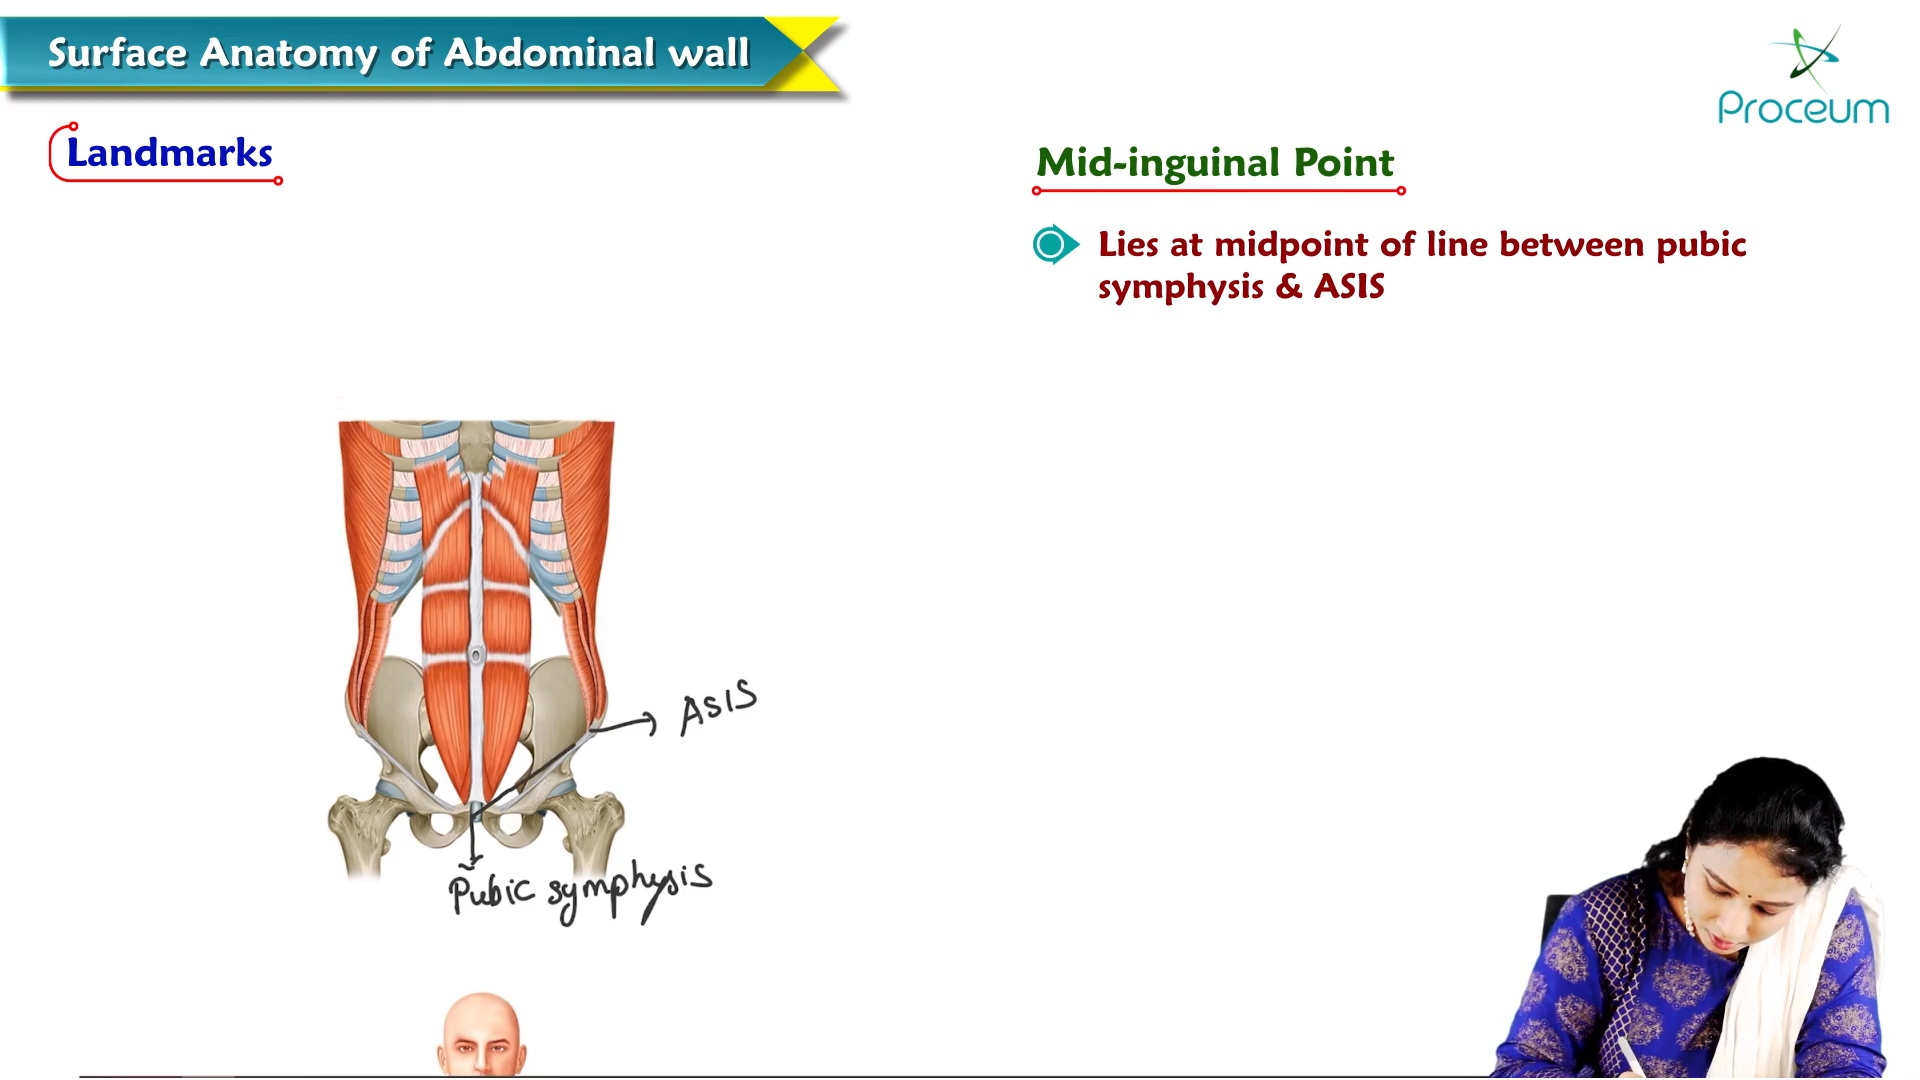 Surface Anatomy of Abdominal wall
Proceum
Landmarks
Mid-inguinal Point
Lies at midpoint of line between pubic
symphysis & ASIS
ASIS
Pubic symphysis